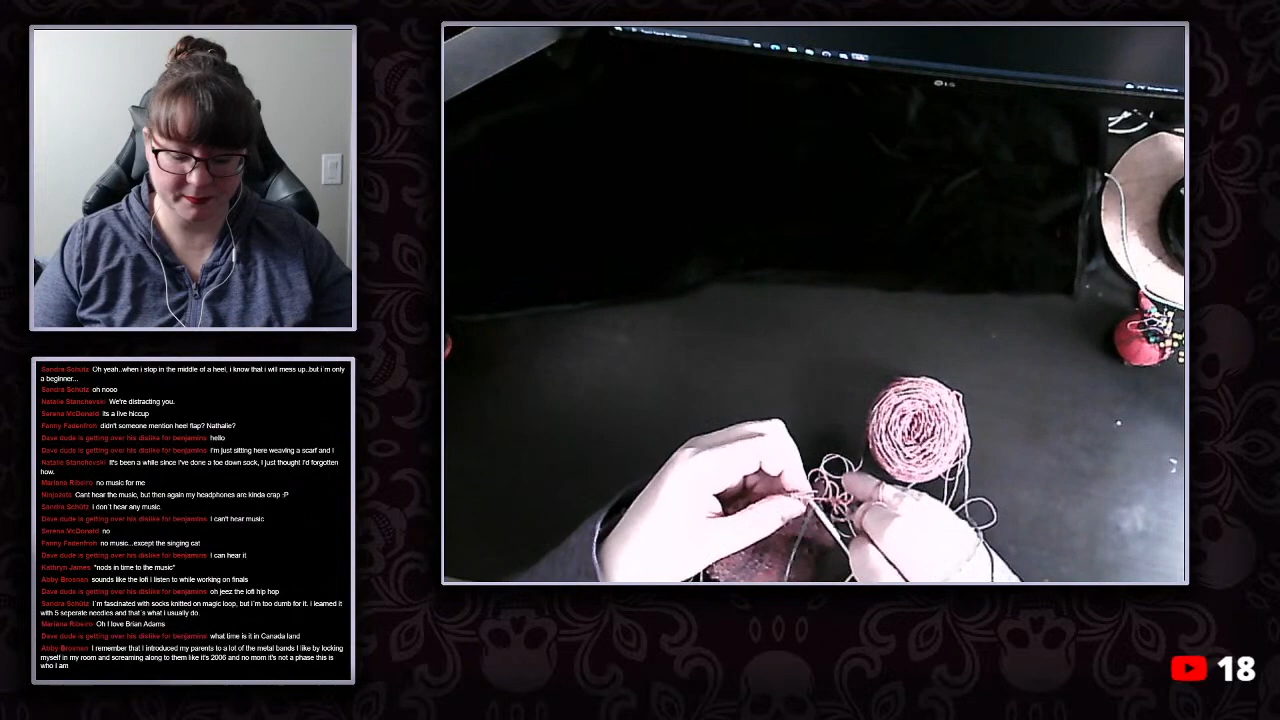 Sandra Schütz Oh yeah..when i stop in the middle of a heel, i know that i will mess up..but i´m only
a beginner...
Sandra Schütz oh nooo
Natalie Stanchevski We're distracting you.
Serena McDonald Its a live hiccup
Fanny Fadenfroh didn't someone mention heel flap? Nathalie?
Dave dude is getting over his dislike for benjamins hello
Dave dude is getting over his dislike for benjamins I'm just sitting here weaving a scarf and I
Natalie Stanchevski It's been a while since I've done a toe down sock, I just thought I'd forgotten
how.
Mariana Ribeiro no music for me
Ninjazeta Cant hear the music, but then again my headphones are kinda crap :P
Sandra Schütz I don´t hear any music.
Dave dude is getting over his dislike for benjamins I can't hear music
Serena McDonald no
Fanny Fadenfroh no music...except the singing cat
Dave dude is getting over his dislike for benjamins I can hear it
Kathryn James *nods in time to the music*
Abby Brosnan sounds like the lofi I listen to while working on finals
Dave dude is getting over his dislike for benjamins oh jeez the lofi hip hop
Sandra Schütz I´m fascinated with socks knitted on magic loop, but I´m too dumb for it. I learned it
with 5 seperate needles and that´s what i usually do.
Mariana Ribeiro Oh I love Brian Adams
Dave dude is getting over his dislike for benjamins what time is it in Canada land
Abby Brosnan I remember that I introduced my parents to a lot of the metal bands I like by locking
myself in my room and screaming along to them like it's 2006 and no mom it's not a phase this is
who I am
LG
18